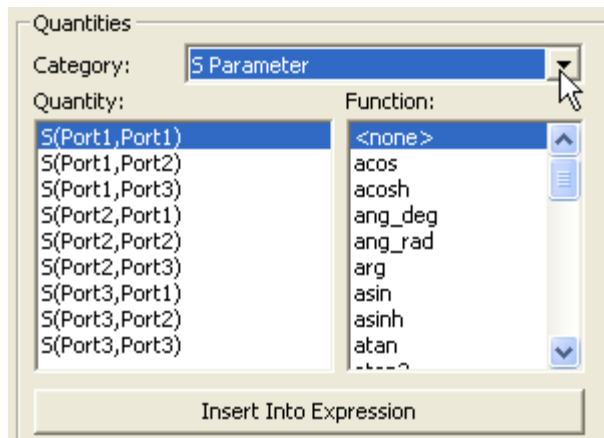 Quantities
Category: S Parameter
Quantity:
S(Port1,Port1)
S(Port1,Port2)
S(Port1,Port3)
S(Port2,Port1)
S(Port2,Port2)
S(Port2,Port3)
S(Port3,Port1)
S(Port3,Port2)
S(Port3,Port3)
Function:
<none>
acos
acosh
ang_deg
ang_rad
arg
asin
asinh
atan
Insert Into Expression